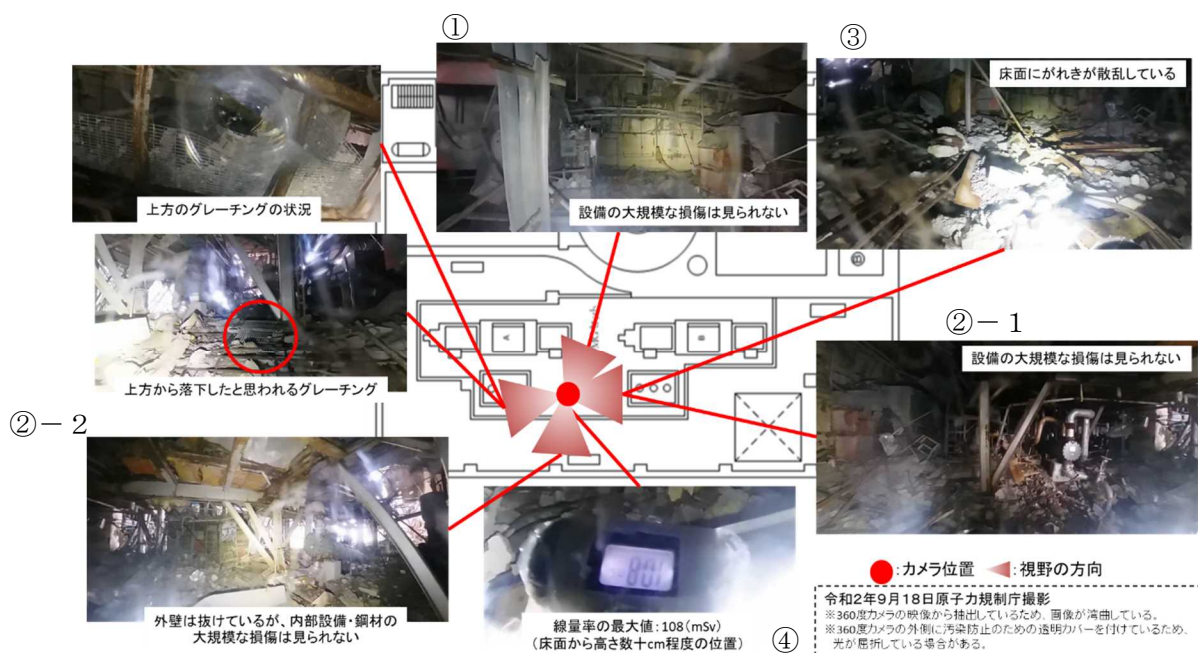 ①
③
床面にがれきが散乱している
上方のグレーチングの状況
設備の大規模な損傷は見られない
②－1
設備の大規模な損傷は見られない
A
B
上方から落下したと思われるグレーチング
②－2
外壁は抜けているが、内部設備・鋼材の
大規模な損傷は見られない
108
線量率の最大値：108（mSv）
（床面から高さ数十cm程度の位置）
④
：カメラ位置
：視野の方向
令和2年9月18日原子力規制庁撮影
※360度カメラの映像から抽出しているため、画像が湾曲している。
※360度カメラの外側に汚染防止のための透明カバーを付けているため、
光が屈折している場合がある。